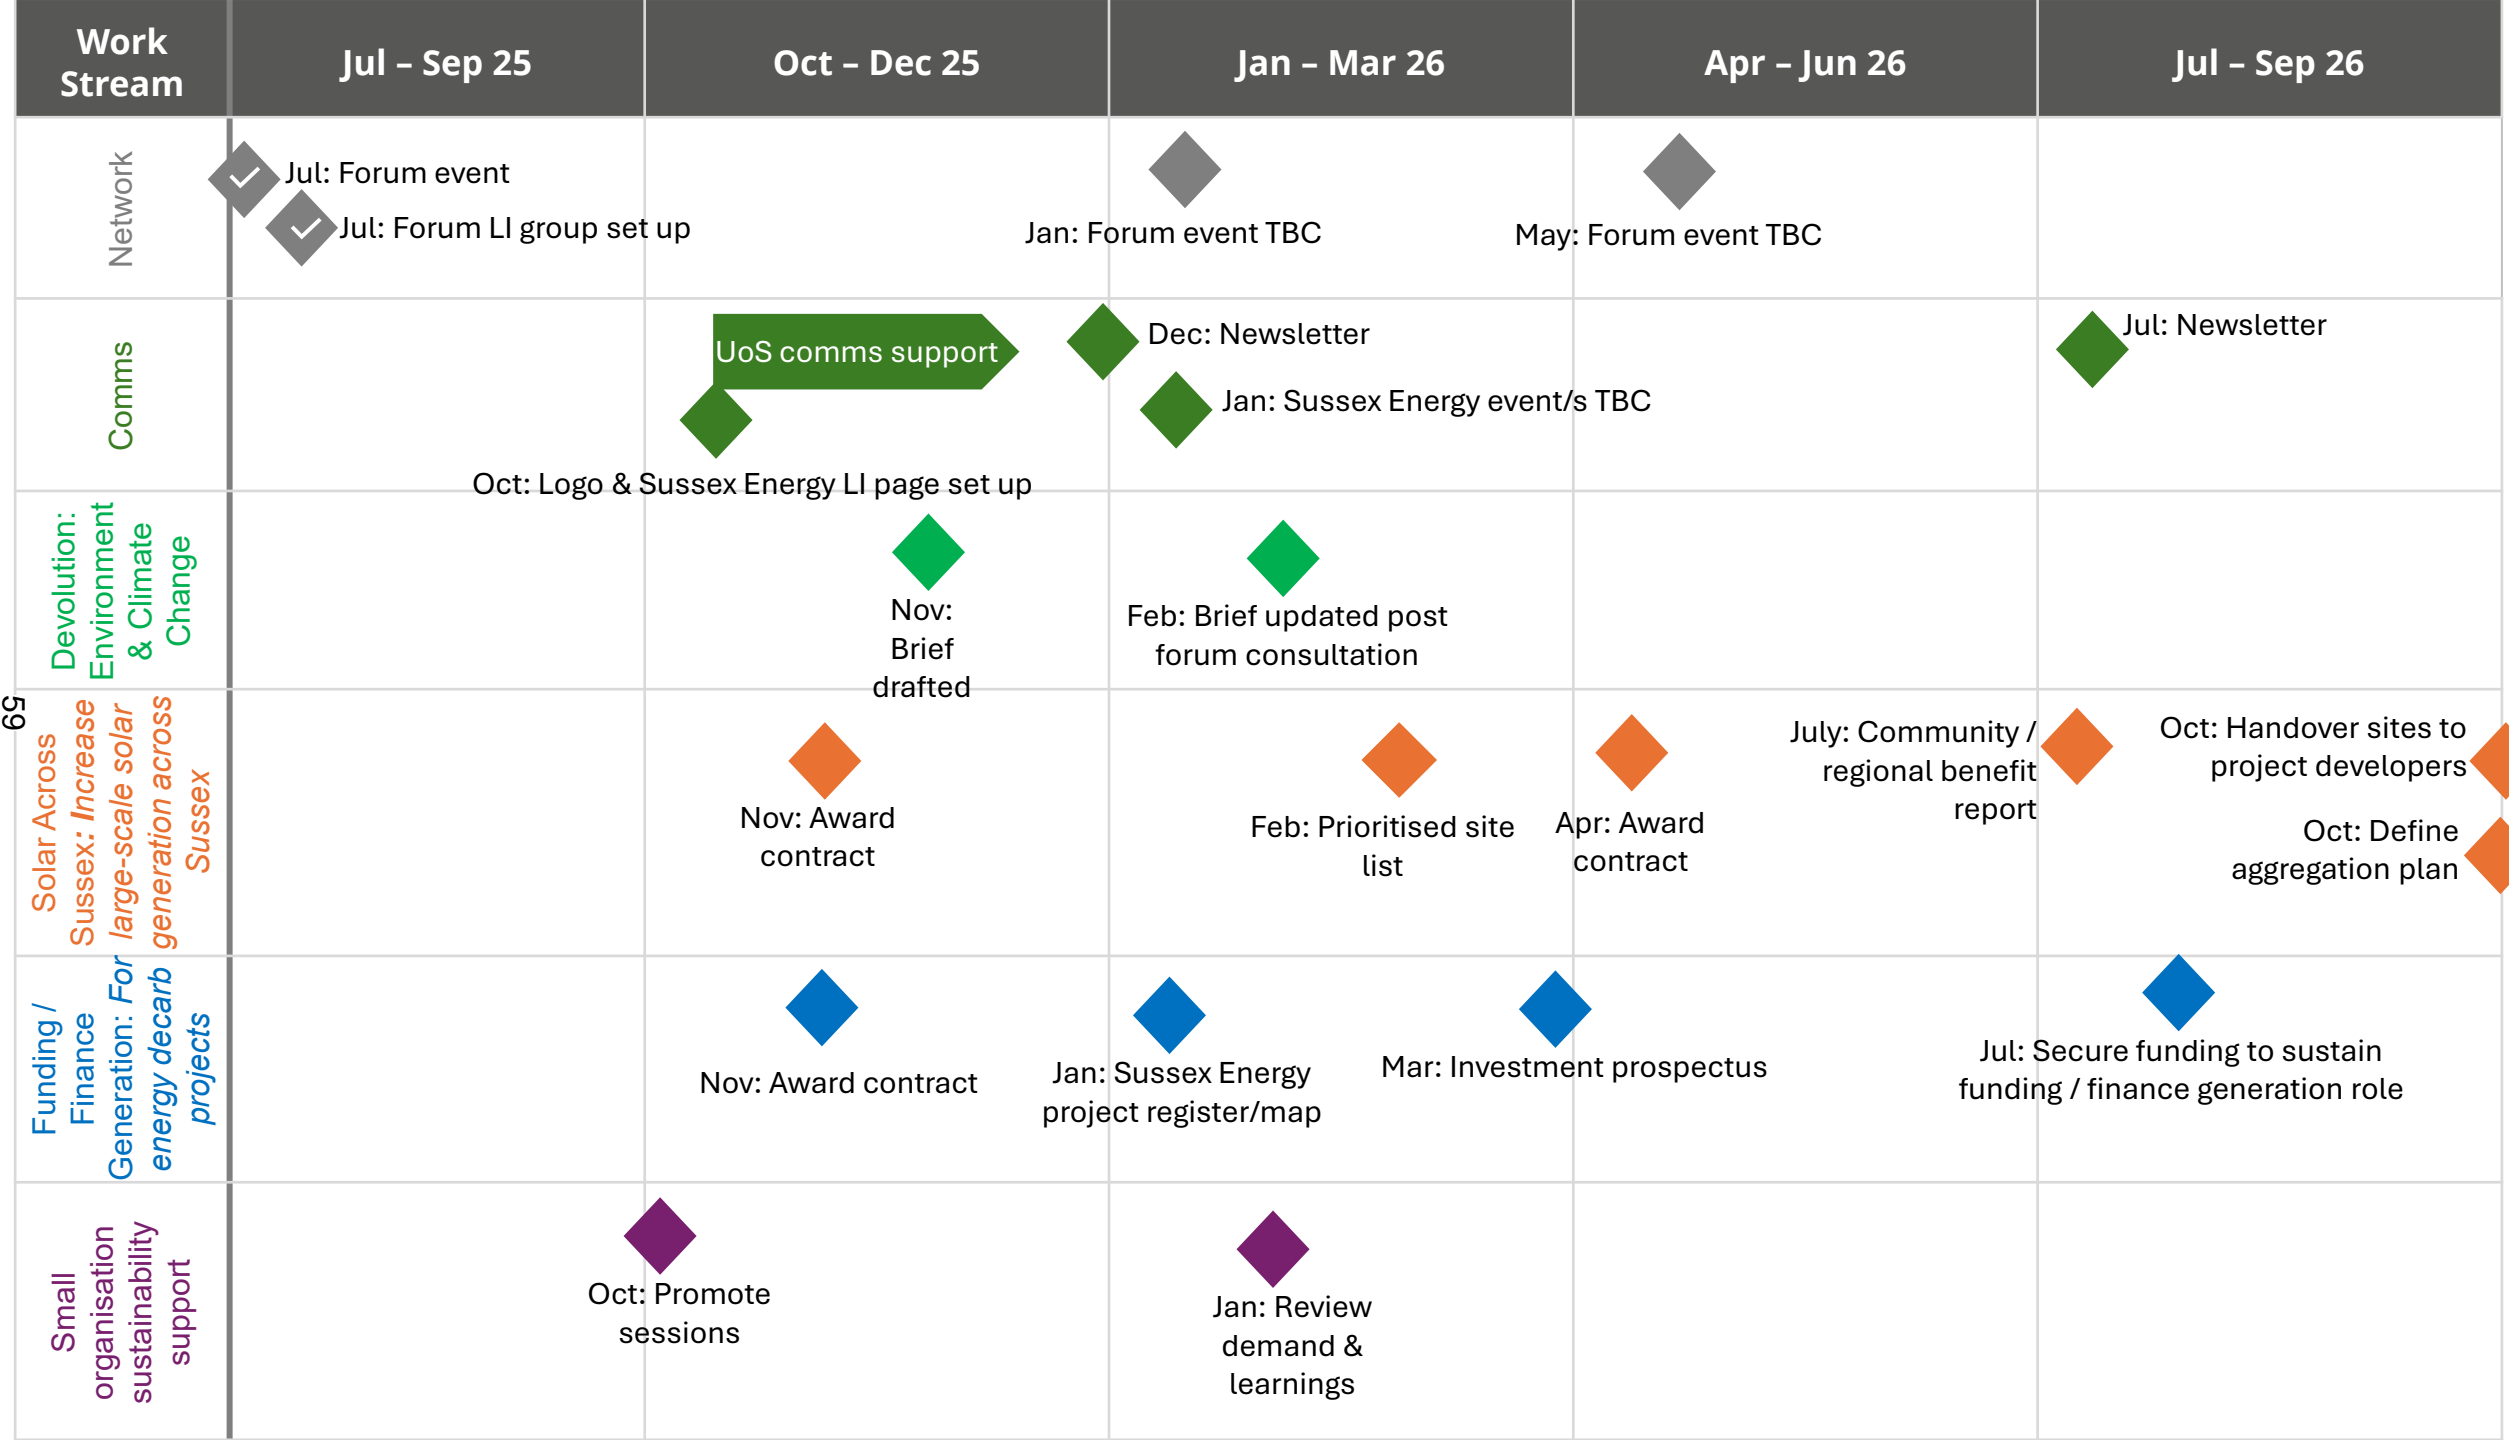 Work
Stream
Jul – Sep 25
Oct – Dec 25
Jan – Mar 26
Apr – Jun 26
Jul – Sep 26
Network
Jul: Forum event
Jul: Forum LI group set up
Jan: Forum event TBC
May: Forum event TBC
Comms
UoS comms support
Dec: Newsletter
Jul: Newsletter
Jan: Sussex Energy event/s TBC
Oct: Logo & Sussex Energy LI page set up
Devolution:
Environment
& Climate
Change
Nov:
Brief
drafted
Feb: Brief updated post
forum consultation
59
Solar Across
Sussex: Increase
large-scale solar
generation across
Sussex
Nov: Award
contract
Feb: Prioritised site
list
Apr: Award
contract
July: Community /
regional benefit
report
Oct: Handover sites to
project developers
Oct: Define
aggregation plan
Funding /
Finance
Generation: For
energy decarb
projects
Nov: Award contract
Jan: Sussex Energy
project register/map
Mar: Investment prospectus
Jul: Secure funding to sustain
funding / finance generation role
Small
organisation
sustainability
support
Oct: Promote
sessions
Jan: Review
demand &
learnings